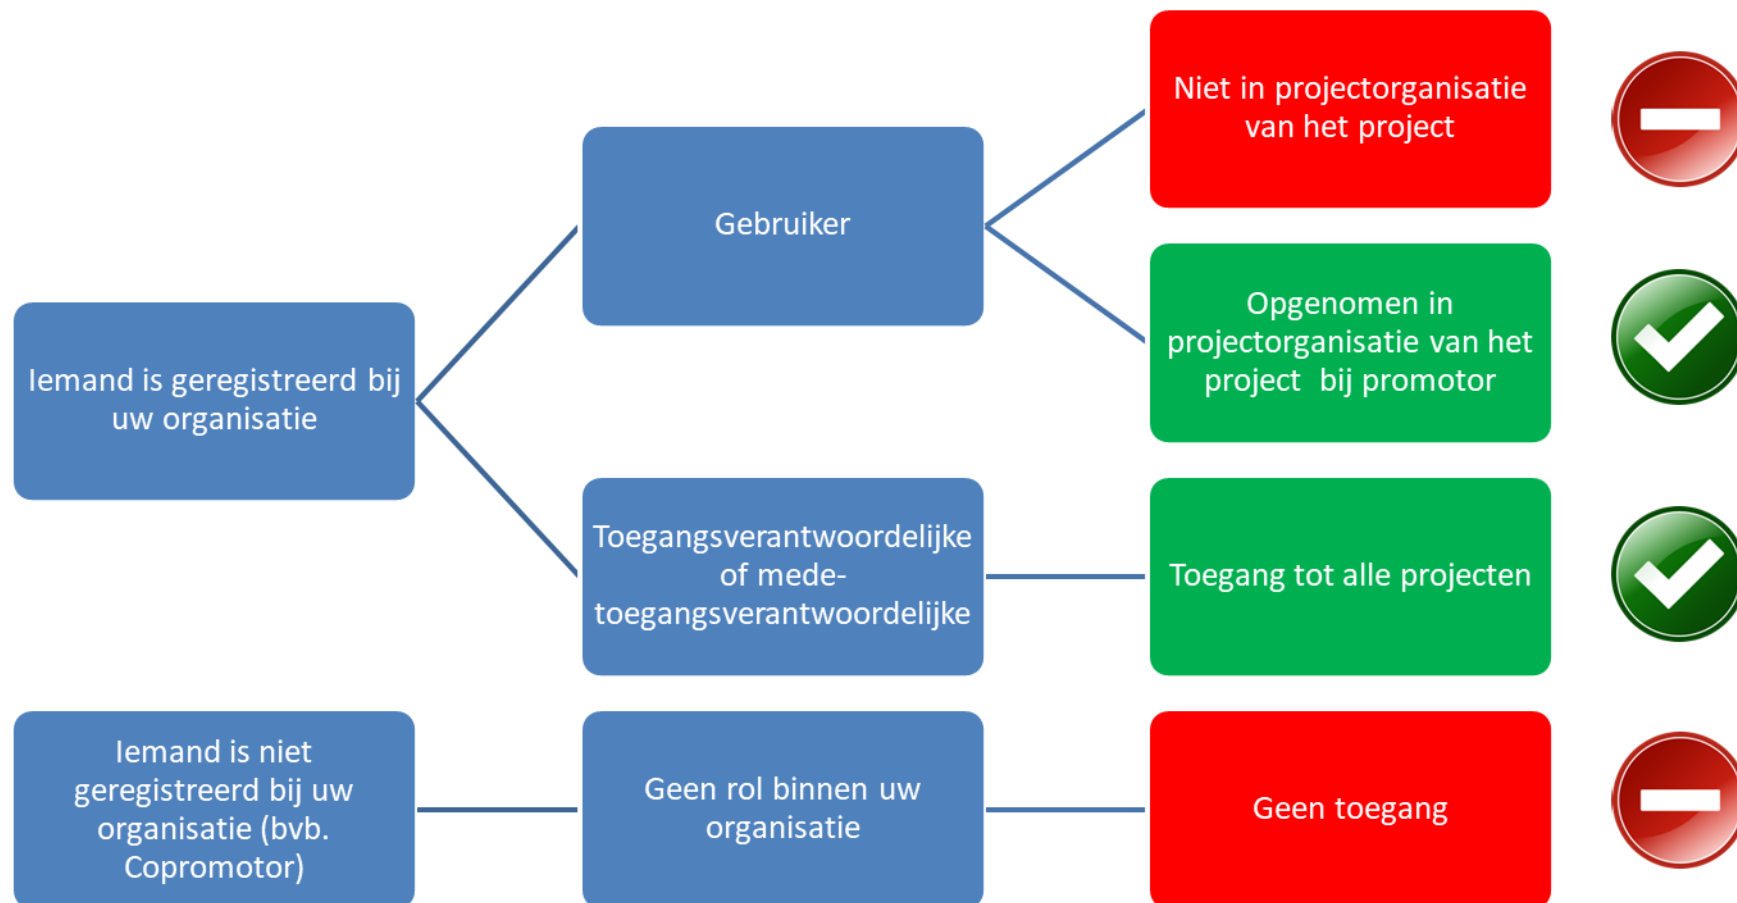 Niet in projectorganisatie
van het project
Gebruiker
Opgenomen in
projectorganisatie van het
project  bij promotor
Iemand is geregistreerd bij
uw organisatie
Toegangsverantwoordelijke
of mede-
toegangsverantwoordelijke
Toegang tot alle projecten
Iemand is niet
geregistreerd bij uw
organisatie (bvb.
Copromotor)
Geen rol binnen uw
organisatie
Geen toegang